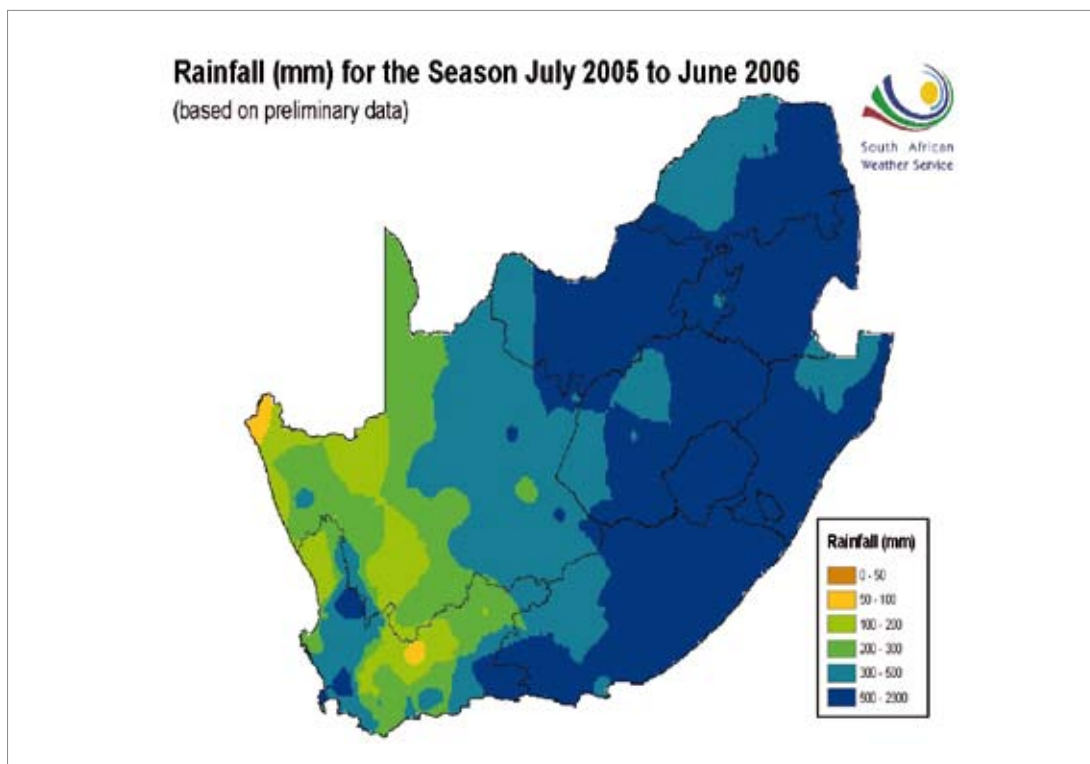 Rainfall (mm) for the Season July 2005 to June 2006
(based on preliminary data)
South African
Weather Service
Rainfall (mm)
0 - 50
50 - 100
100 - 200
200 - 300
300 - 500
500 - 2300